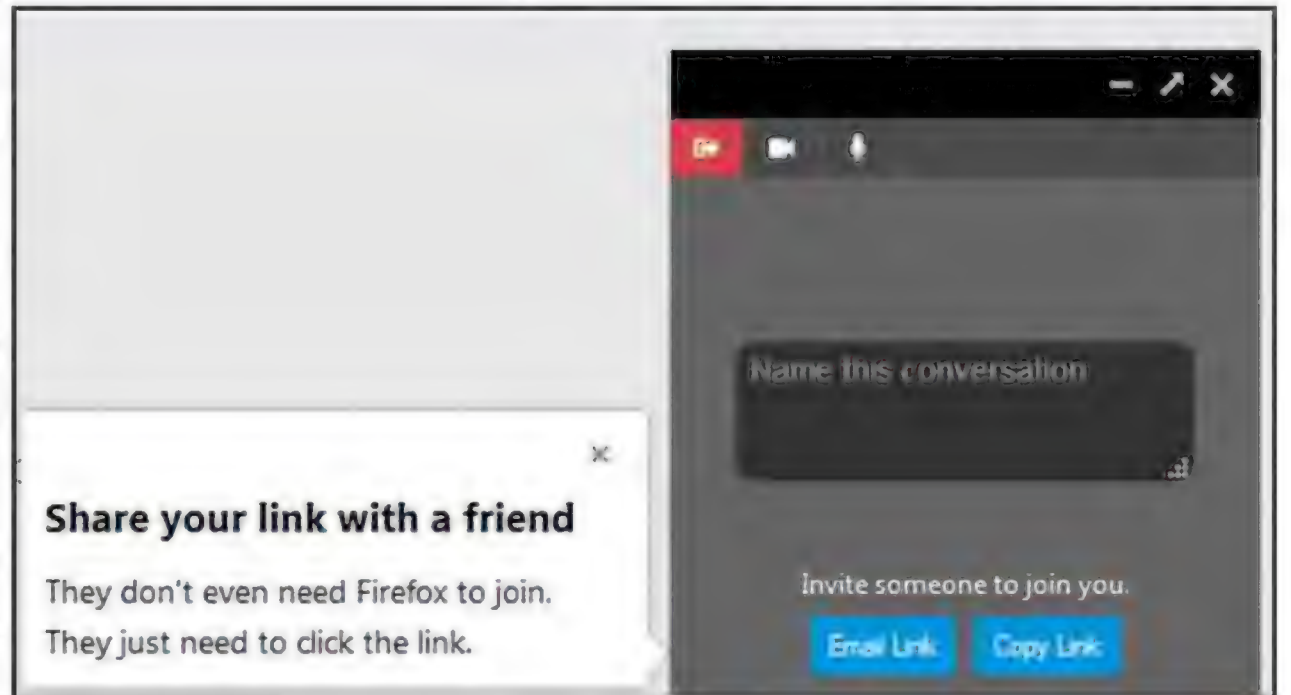 Name this conversation
Share your link with a friend
They don't even need Firefox to join.
They just need to click the link.
Invite someone to join you.
Email Link
Copy Link